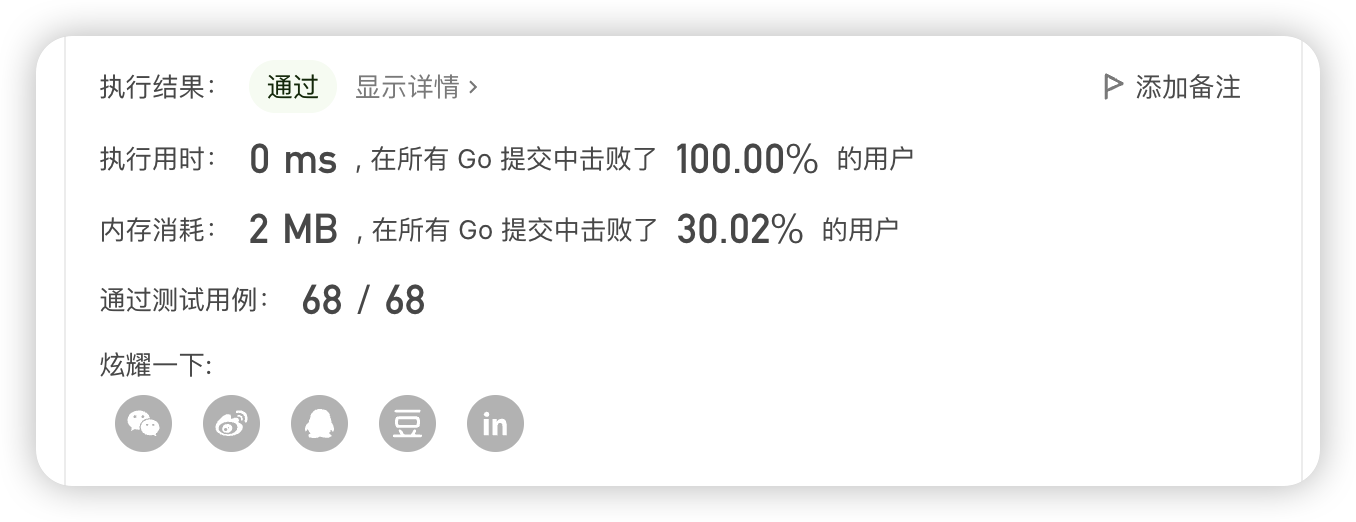 执行结果： 通过 显示详情 > 添加备注
执行用时： 0 ms , 在所有 Go 提交中击败了 100.00% 的用户
内存消耗： 2 MB , 在所有 Go 提交中击败了 30.02% 的用户
通过测试用例： 68 / 68
炫耀一下:
豆 in